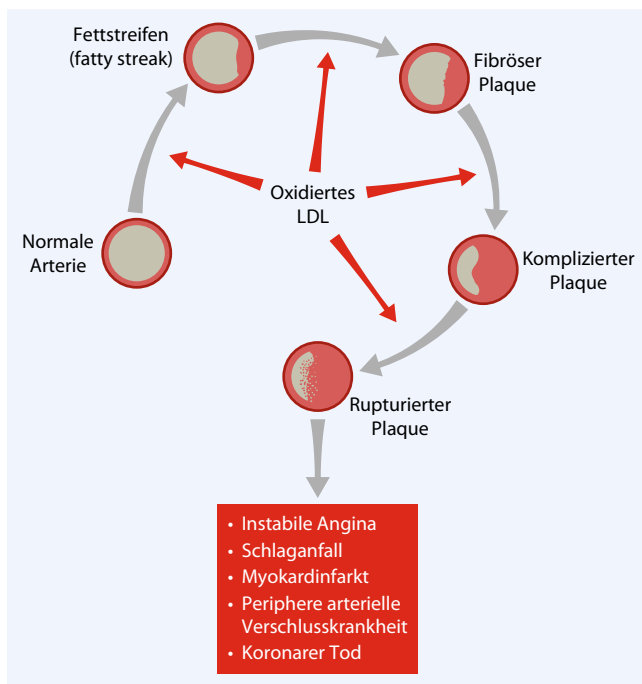 Fettstreifen
(fatty streak)
Fibröser
Plaque
Oxidiertes
LDL
Normale
Arterie
Komplizierter
Plaque
Rupturierter
Plaque
• Instabile Angina
• Schlaganfall
• Myokardinfarkt
• Periphere arterielle
Verschlusskrankheit
• Koronarer Tod